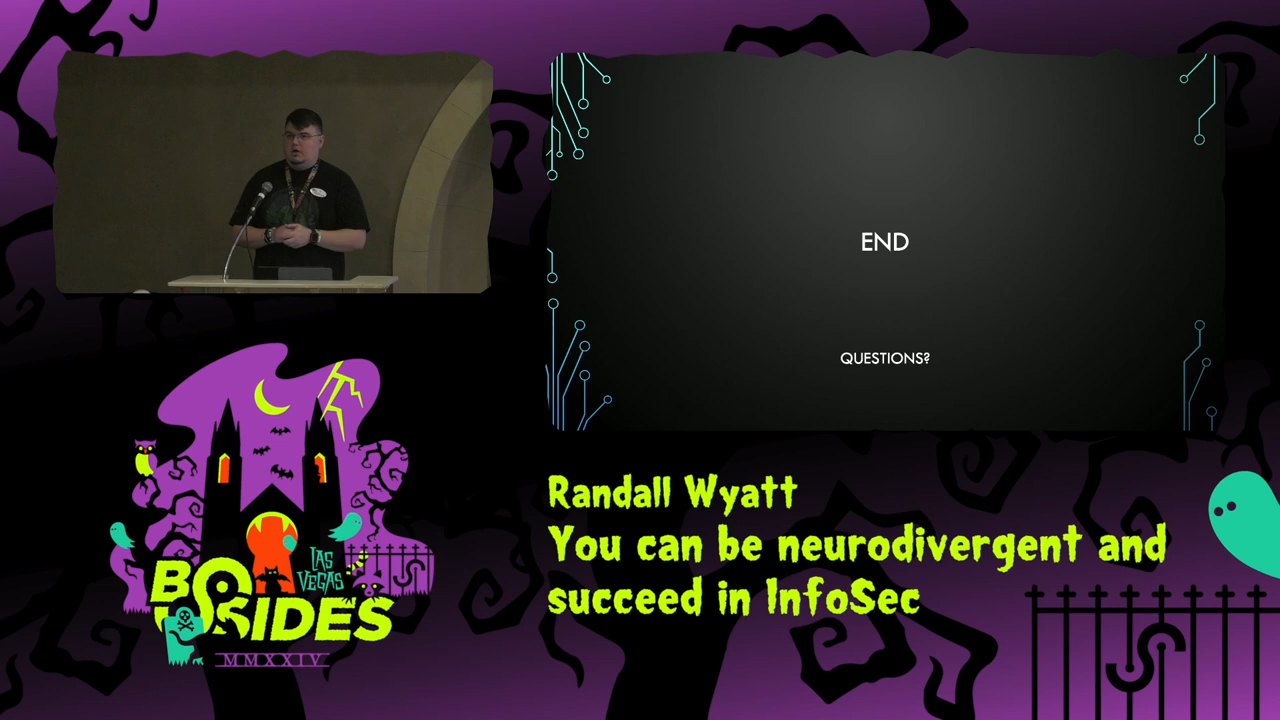 END
QUESTIONS?
Randall Wyatt
You can be neurodivergent and
succeed in InfoSec
LAS
VEGAS
BSIDES
MMXXIV